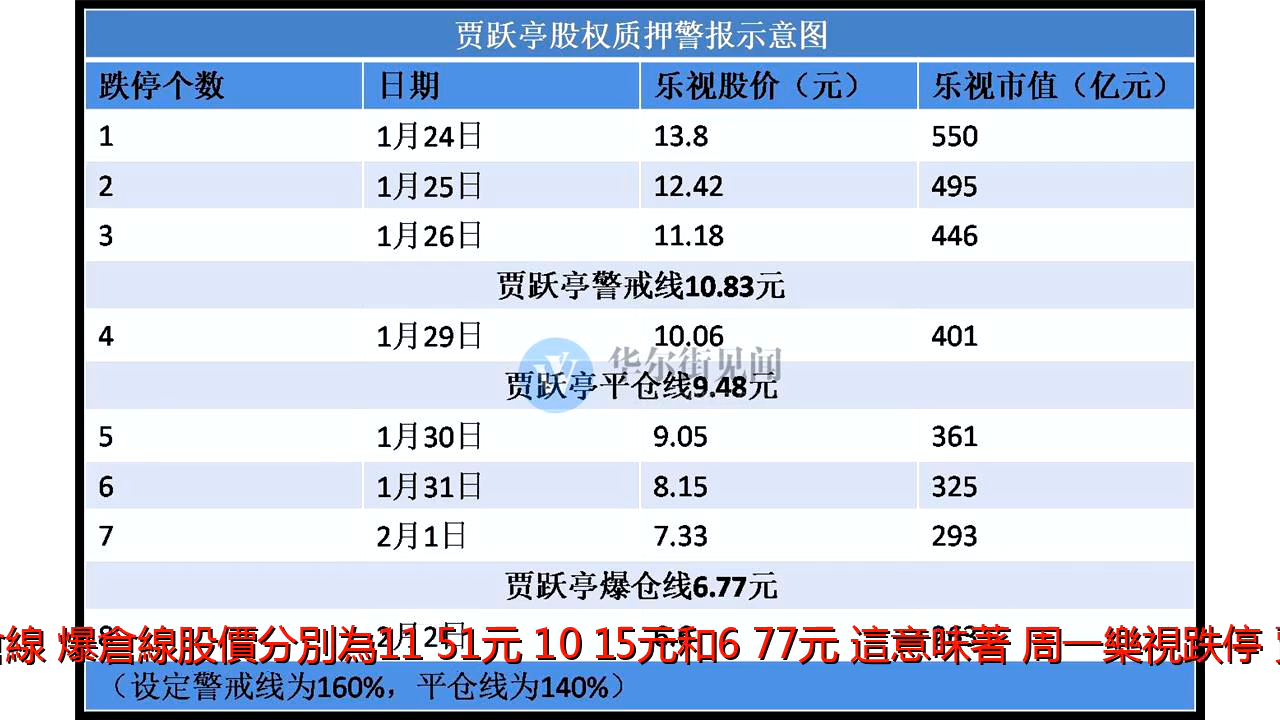 贾跃亭股权质押警报示意图
跌停个数 日期 乐视股价（元） 乐视市值（亿元）
1 1月24日 13.8 550
2 1月25日 12.42 495
3 1月26日 11.18 446
贾跃亭警戒线10.83元
4 1月29日 10.06 401
华尔街见闻
贾跃亭平仓线9.48元
5 1月30日 9.05 361
6 1月31日 8.15 325
7 2月1日 7.33 293
贾跃亭爆仓线6.77元
8 2月2日
倉線 爆倉線股價分別為11 51元 10 15元和6 77元 這意味著 周一樂視跌停
（设定警戒线为160%，平仓线为140%）